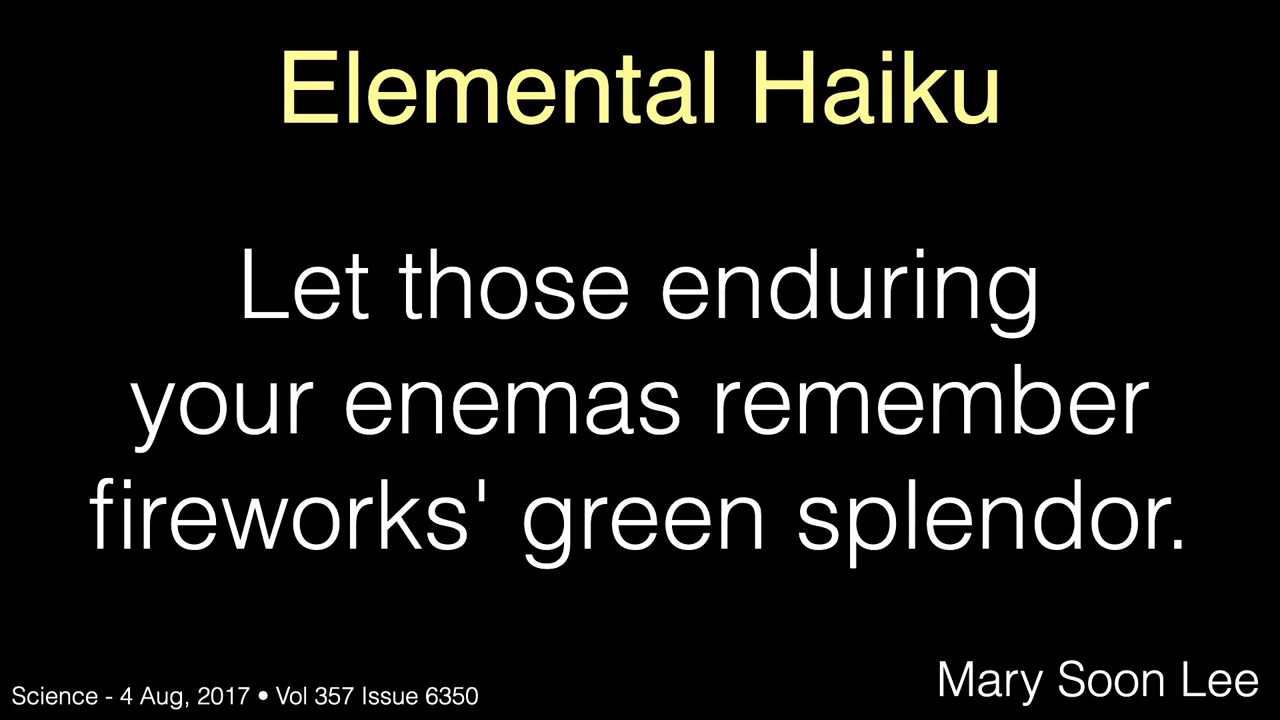 Elemental Haiku
Let those enduring
your enemas remember
fireworks' green splendor.
Mary Soon Lee
Science - 4 Aug, 2017 • Vol 357 Issue 6350